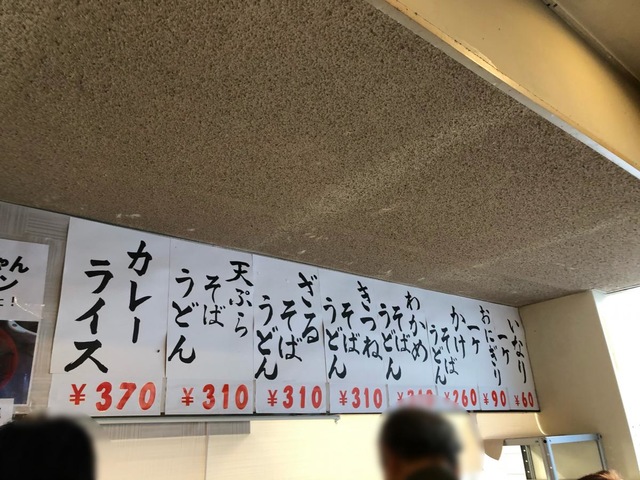 いなり
一ケ
¥60
おにぎり
一ケ
¥90
かけ
そば
うどん
¥260
わかめ
そば
うどん
きつね
そば
うどん
¥310
ざる
そば
うどん
¥310
天ぷら
そば
うどん
¥310
カレー
ライス
¥370